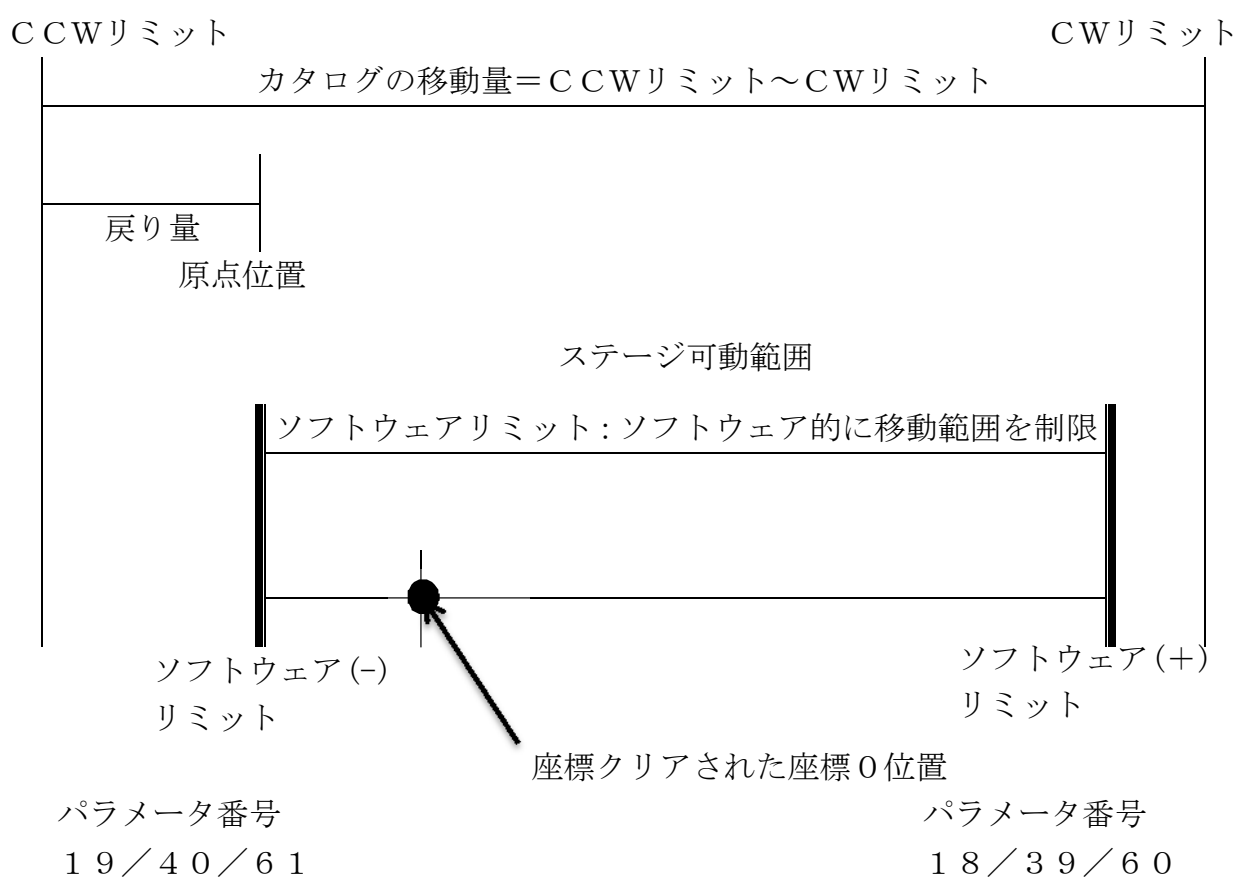 ＣＣＷリミット
ＣＷリミット
カタログの移動量＝ＣＣＷリミット～ＣＷリミット
戻り量
原点位置
ステージ可動範囲
ソフトウェアリミット：ソフトウェア的に移動範囲を制限
ソフトウェア(−)
リミット
ソフトウェア(＋)
リミット
座標クリアされた座標０位置
パラメータ番号
１９／４０／６１
パラメータ番号
１８／３９／６０